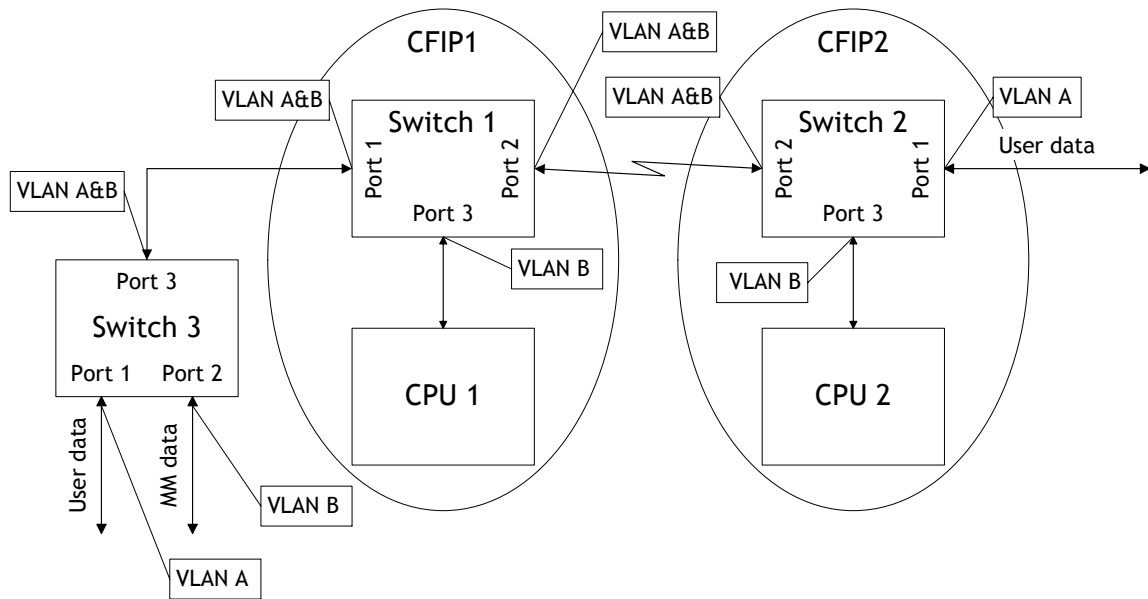 CFIP1
VLAN A&B
CFIP2
VLAN A&B
VLAN A&B
VLAN A
Switch 1
Port 1
Port 2
Port 3
Switch 2
Port 2
Port 1
Port 3
User data
VLAN A&B
VLAN B
VLAN B
Port 3
Switch 3
Port 1
Port 2
CPU 1
CPU 2
User data
MM data
VLAN B
VLAN A